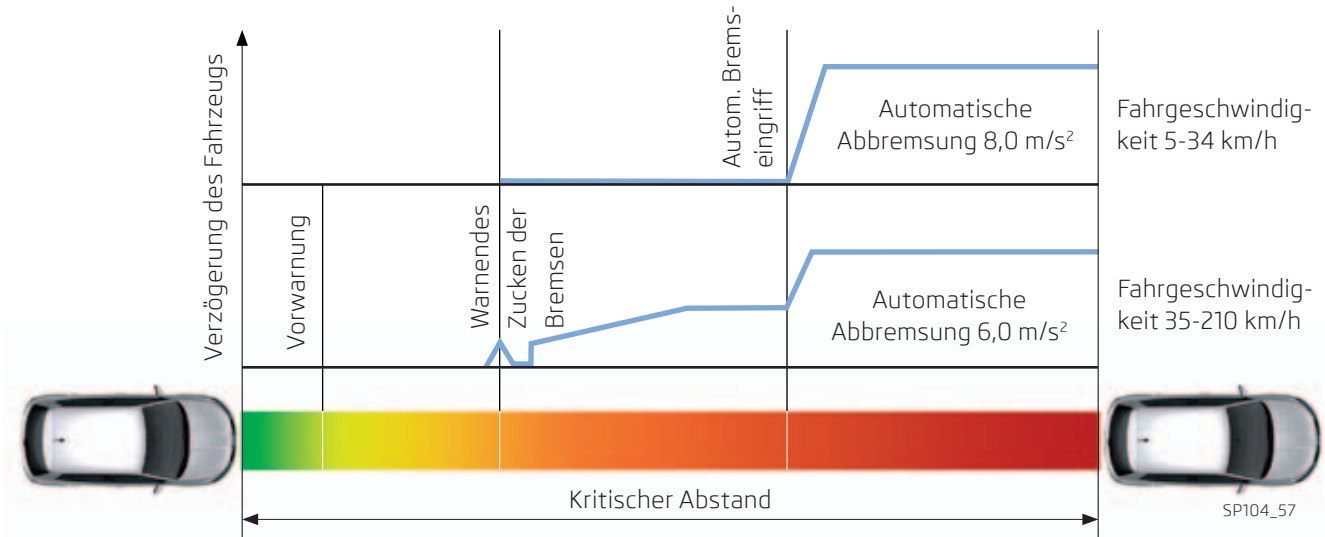 Verzögerung des Fahrzeugs
Vorwarnung
Warnendes
Zucken der
Bremsen
Autom. Brems-
eingriff
Automatische
Abbremsung 8,0 m/s²
Fahrgeschwindig-
keit 5-34 km/h
Automatische
Abbremsung 6,0 m/s²
Fahrgeschwindig-
keit 35-210 km/h
Kritischer Abstand
SP104_57